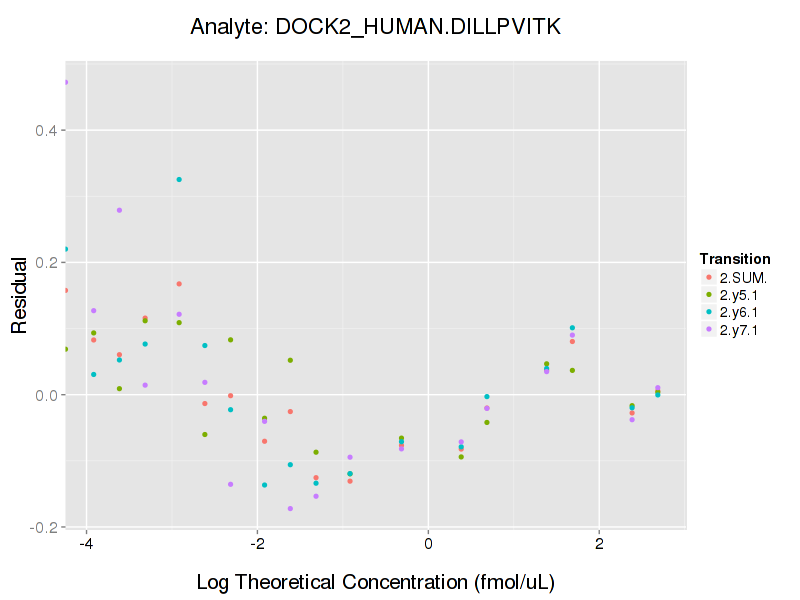 Analyte: DOCK2_HUMAN.DILLPVITK
Residual
0.4
0.2
0.0
-0.2
-4
-2
0
2
Log Theoretical Concentration (fmol/uL)
Transition
2.SUM.
2.y5.1
2.y6.1
2.y7.1